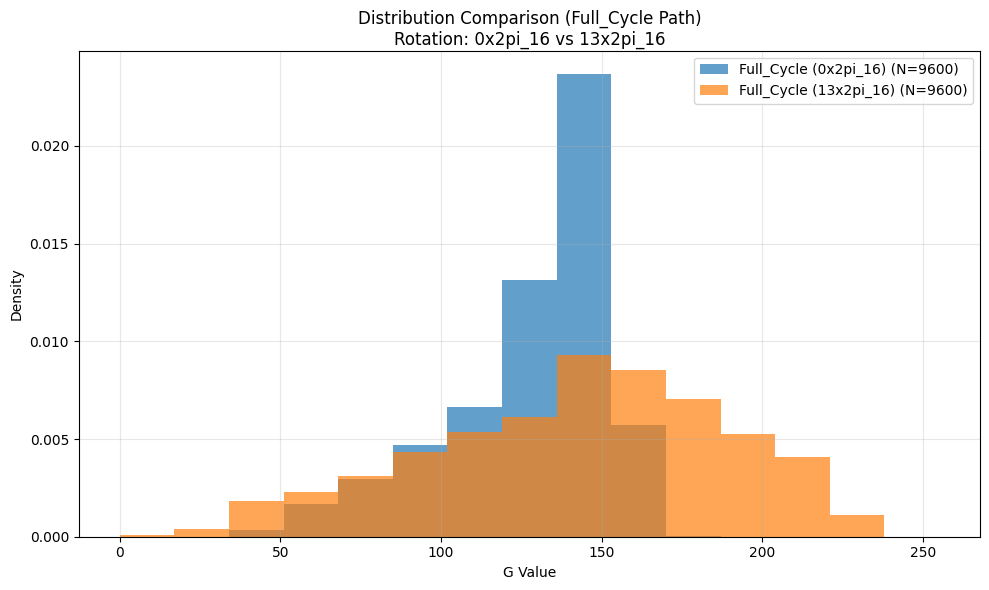 Distribution Comparison (Full_Cycle Path)
Rotation: 0x2pi_16 vs 13x2pi_16
Full_Cycle (0x2pi_16) (N=9600)
Full_Cycle (13x2pi_16) (N=9600)
Density
0.020
0.015
0.010
0.005
0.000
0 50 100 150 200 250
G Value